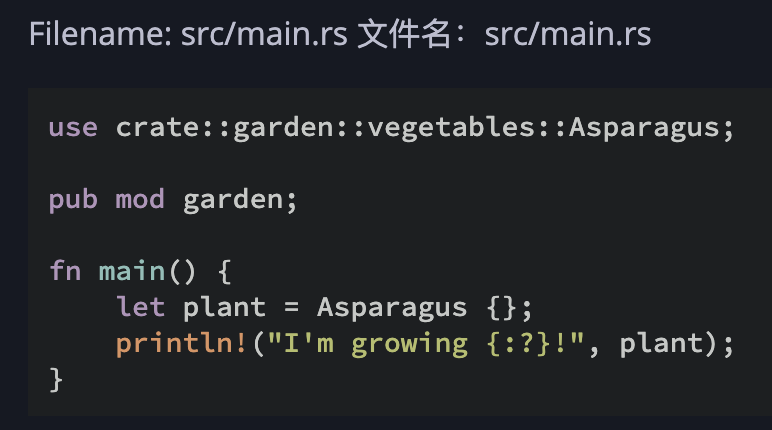 Filename: src/main.rs 文件名：src/main.rs
use crate::garden::vegetables::Asparagus;
pub mod garden;
fn main() {
    let plant = Asparagus {};
    println!("I'm growing {:?}!", plant);
}